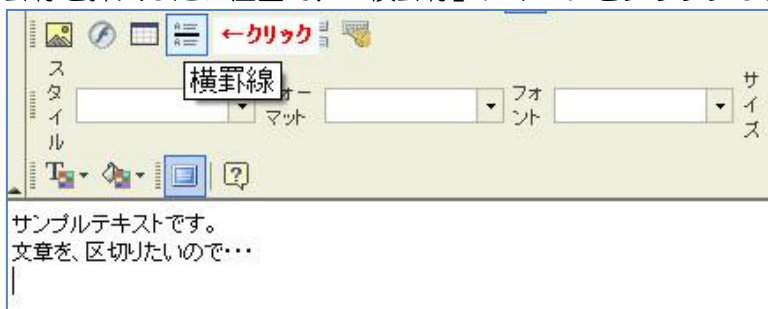 ←クリック
横罫線
スタイル
フォーマット
フォント
サイズ
サンプルテキストです。
文章を、区切りたいので・・・